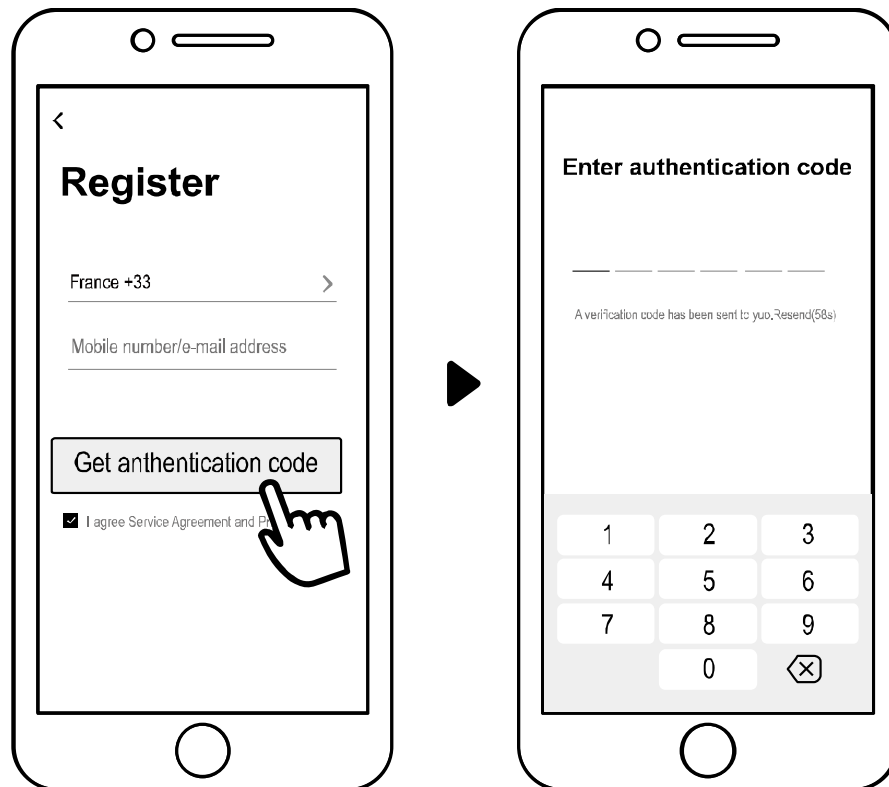 Register
France +33
Mobile number/e-mail address
Get anthentication code
I agree Service Agreement and Pr
Enter authentication code
A verification code has been sent to yuo.Resend(58s)
1 2 3
4 5 6
7 8 9
0